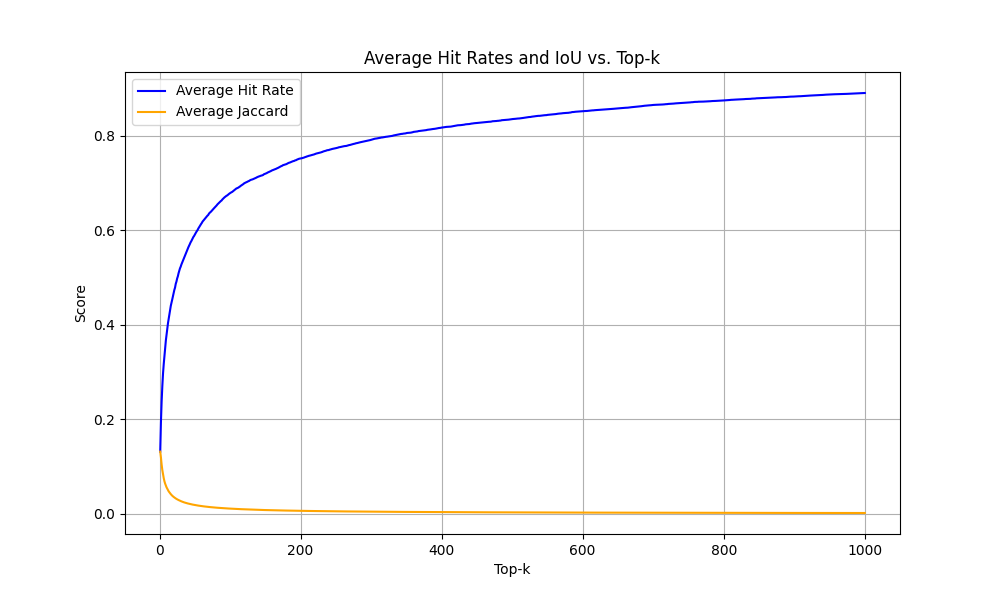 Average Hit Rates and IoU vs. Top-k
Average Hit Rate
Average Jaccard
Score
0.8
0.6
0.4
0.2
0.0
0 200 400 600 800 1000
Top-k